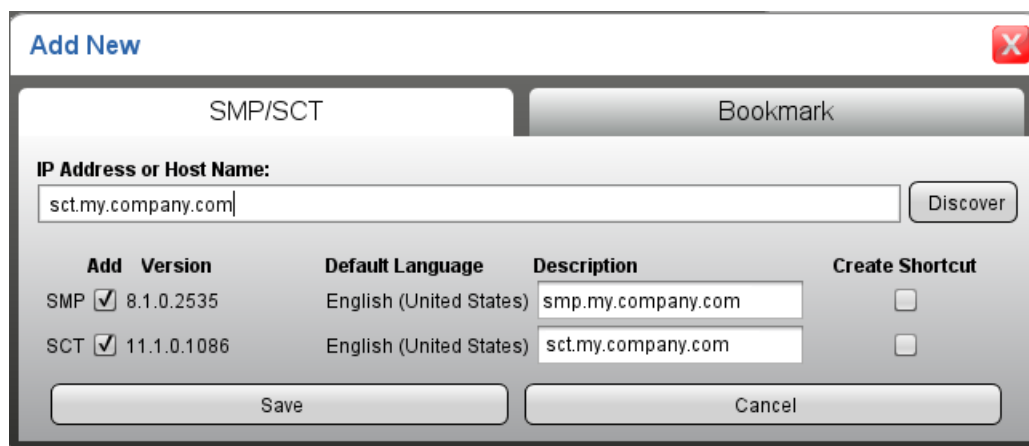 Add New
X
SMP/SCT
Bookmark
IP Address or Host Name:
sct.my.company.com
Discover
Add Version Default Language Description Create Shortcut
SMP 8.1.0.2535 English (United States) smp.my.company.com
SCT 11.1.0.1086 English (United States) sct.my.company.com
Save
Cancel